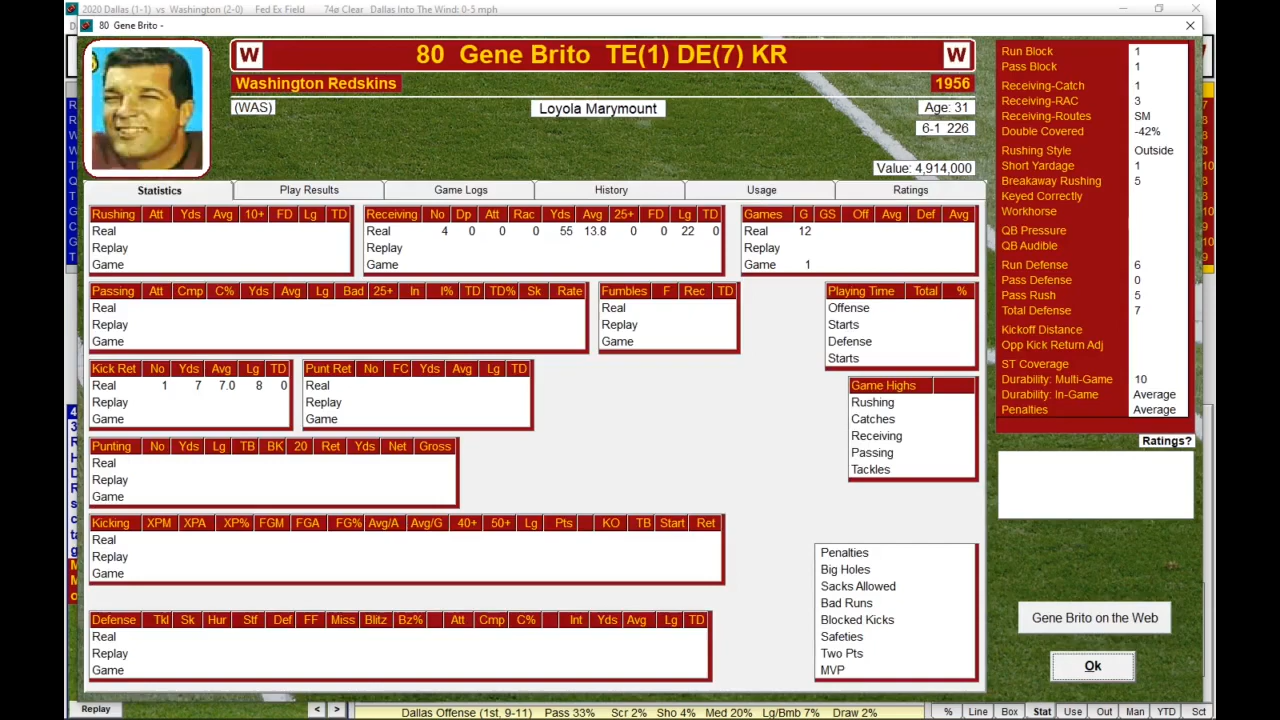 2020 Dallas (1-1) vs Washington (2-0) Fed Ex Field 74ø Clear Dallas Into The Wind: 0-5 mph
80 Gene Brito -
W 80 Gene Brito TE(1) DE(7) KR W
Washington Redskins 1956
(WAS) Loyola Marymount Age: 31
6-1 226
Value: 4,914,000
Statistics Play Results Game Logs History Usage Ratings
Rushing Att Yds Avg 10+ FD Lg TD
Real
Replay
Game
Receiving No Dp Att Rac Yds Avg 25+ FD Lg TD
Real 4 0 0 0 55 13.8 0 0 22 0
Replay
Game
Games G GS Off Avg Def Avg
Real 12
Replay
Game 1
Passing Att Cmp C% Yds Avg Lg Bad 25+ In I% TD TD% Sk Rate
Real
Replay
Game
Fumbles F Rec TD
Real
Replay
Game
Playing Time Total %
Offense
Starts
Defense
Starts
Kick Ret No Yds Avg Lg TD
Real 1 7 7.0 8 0
Replay
Game
Punt Ret No FC Yds Avg Lg TD
Real
Replay
Game
Game Highs
Rushing
Catches
Receiving
Passing
Tackles
Punting No Yds Lg TB BK 20 Ret Yds Net Gross
Real
Replay
Game
Kicking XPM XPA XP% FGM FGA FG% Avg/A Avg/G 40+ 50+ Lg Pts KO TB Start Ret
Real
Replay
Game
Defense Tkl Sk Hur Stf Def FF Miss Blitz Bz% Att Cmp C% Int Yds Avg Lg TD
Real
Replay
Game
Penalties
Big Holes
Sacks Allowed
Bad Runs
Blocked Kicks
Safeties
Two Pts
MVP
Run Block 1
Pass Block 1
Receiving-Catch 1
Receiving-RAC 3
Receiving-Routes SM
Double Covered -42%
Rushing Style Outside
Short Yardage 1
Breakaway Rushing 5
Keyed Correctly
Workhorse
QB Pressure
QB Audible
Run Defense 6
Pass Defense 0
Pass Rush 5
Total Defense 7
Kickoff Distance
Opp Kick Return Adj
ST Coverage
Durability: Multi-Game 10
Durability: In-Game Average
Penalties Average
Ratings?
Gene Brito on the Web
Ok
Replay < > Dallas Offense (1st, 9-11) Pass 33% Scr 2% Sho 4% Med 20% Lg/Bmb 7% Draw 2% % Line Box Stat Use Out Man YTD Sct